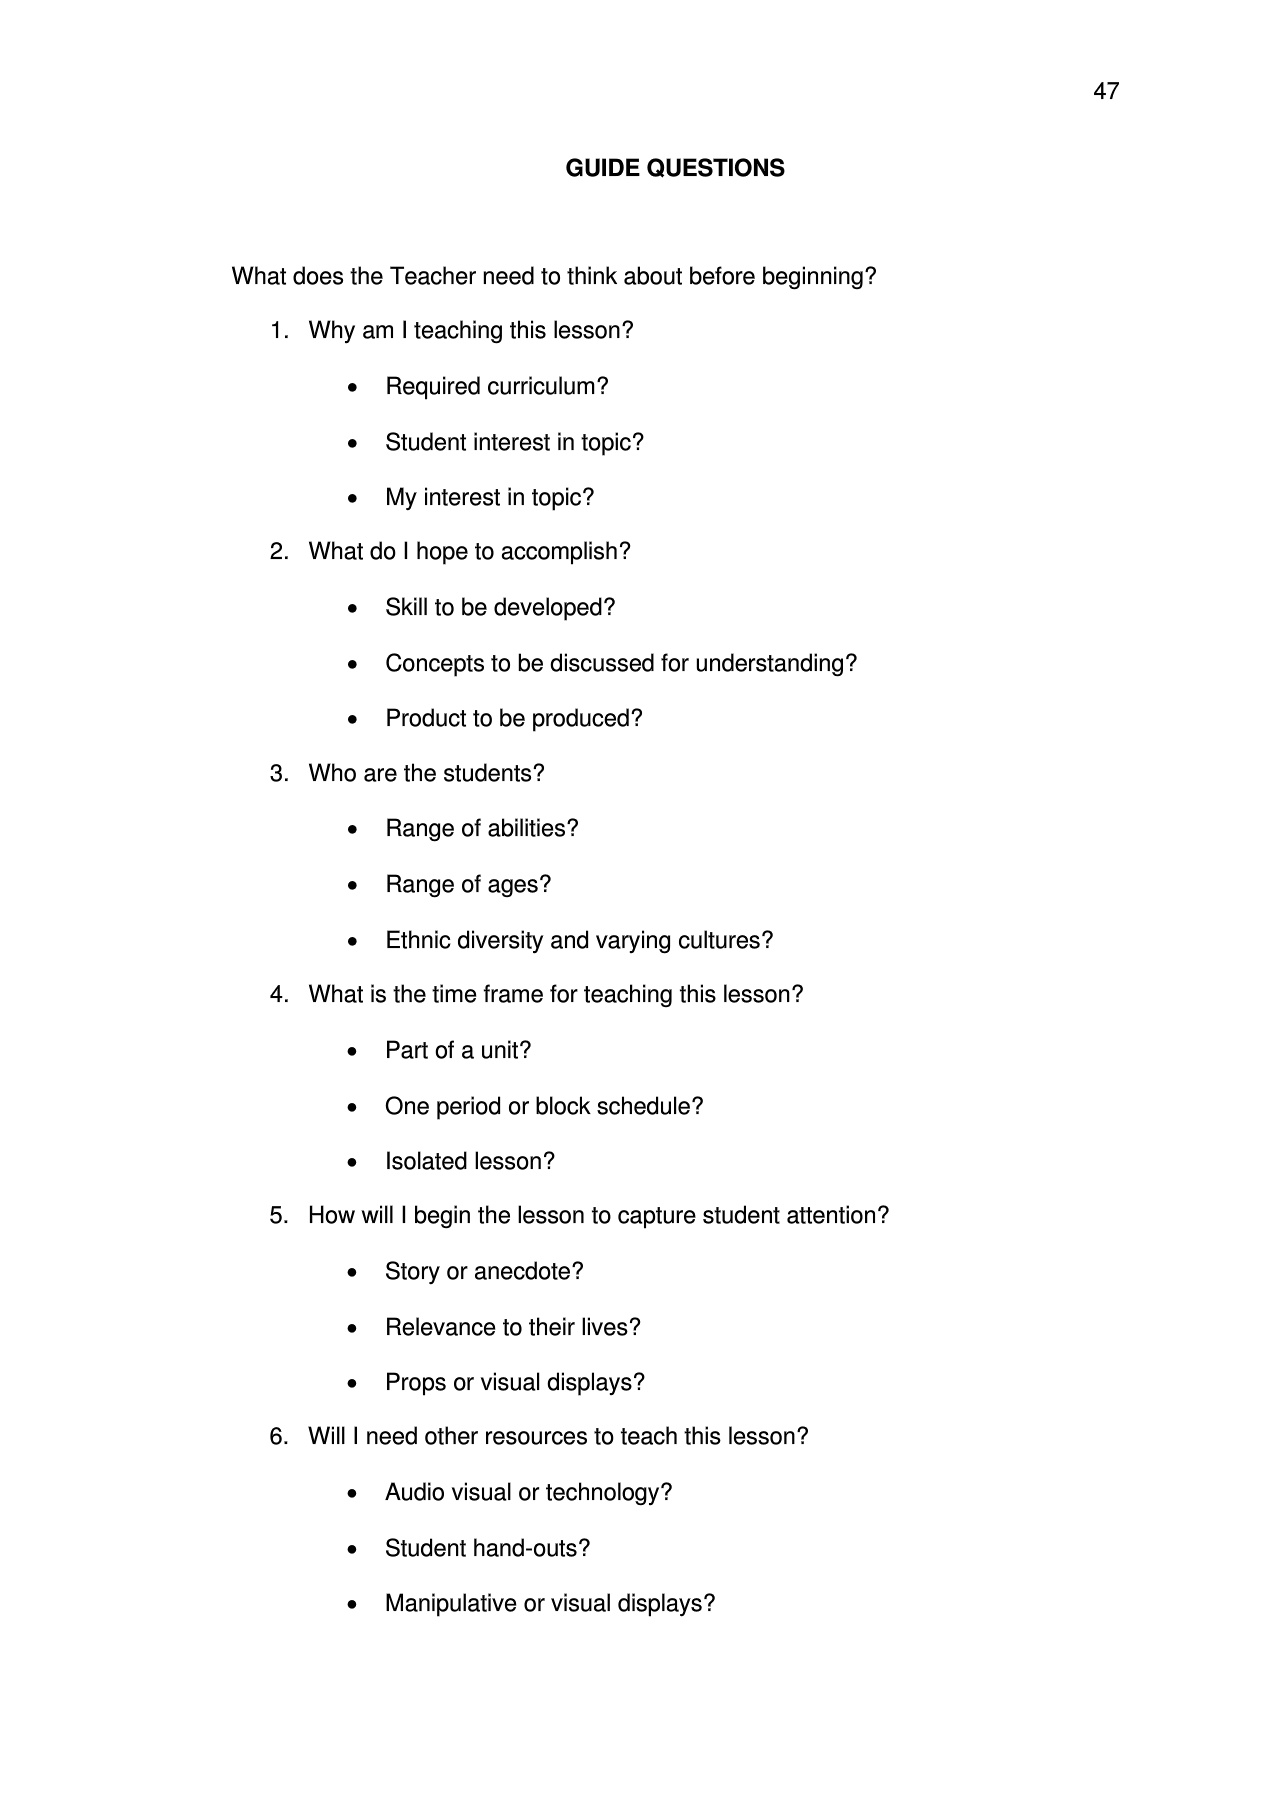 47
GUIDE QUESTIONS
What does the Teacher need to think about before beginning?
1. Why am I teaching this lesson?
• Required curriculum?
• Student interest in topic?
• My interest in topic?
2. What do I hope to accomplish?
• Skill to be developed?
• Concepts to be discussed for understanding?
• Product to be produced?
3. Who are the students?
• Range of abilities?
• Range of ages?
• Ethnic diversity and varying cultures?
4. What is the time frame for teaching this lesson?
• Part of a unit?
• One period or block schedule?
• Isolated lesson?
5. How will I begin the lesson to capture student attention?
• Story or anecdote?
• Relevance to their lives?
• Props or visual displays?
6. Will I need other resources to teach this lesson?
• Audio visual or technology?
• Student hand-outs?
• Manipulative or visual displays?